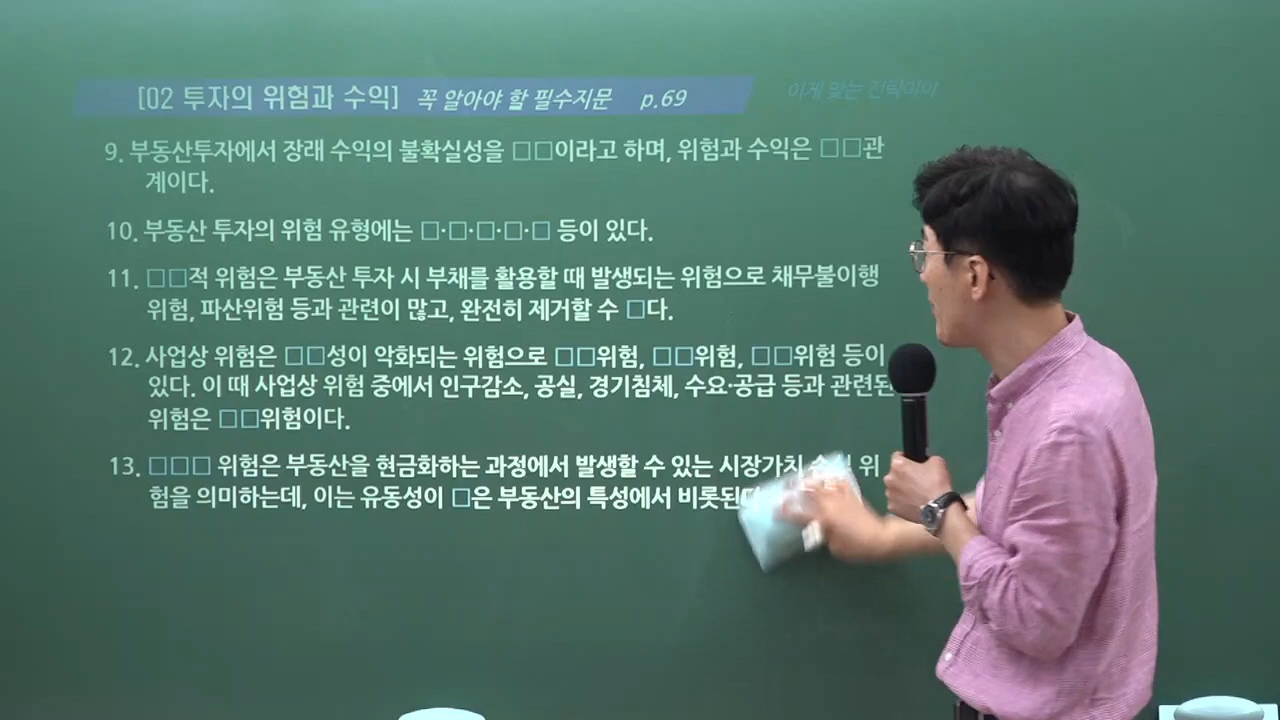 [02 투자의 위험과 수익] 꼭 알아야 할 필수지문 p.69
이게 맞는 전략이야
9. 부동산투자에서 장래 수익의 불확실성을 □□이라고 하며, 위험과 수익은 □□관
계이다.
10. 부동산 투자의 위험 유형에는 □·□·□·□·□ 등이 있다.
11. □□적 위험은 부동산 투자 시 부채를 활용할 때 발생되는 위험으로 채무불이행
위험, 파산위험 등과 관련이 많고, 완전히 제거할 수 □다.
12. 사업상 위험은 □□성이 악화되는 위험으로 □□위험, □□위험, □□위험 등이
있다. 이 때 사업상 위험 중에서 인구감소, 공실, 경기침체, 수요·공급 등과 관련된
위험은 □□위험이다.
13. □□□ 위험은 부동산을 현금화하는 과정에서 발생할 수 있는 시장가치 위
험을 의미하는데, 이는 유동성이 □은 부동산의 특성에서 비롯된다